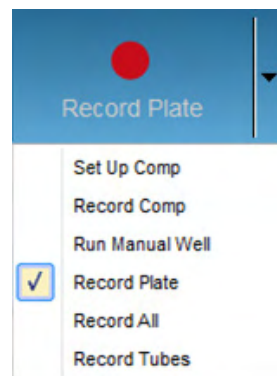 Record Plate
Set Up Comp
Record Comp
Run Manual Well
Record Plate
Record All
Record Tubes